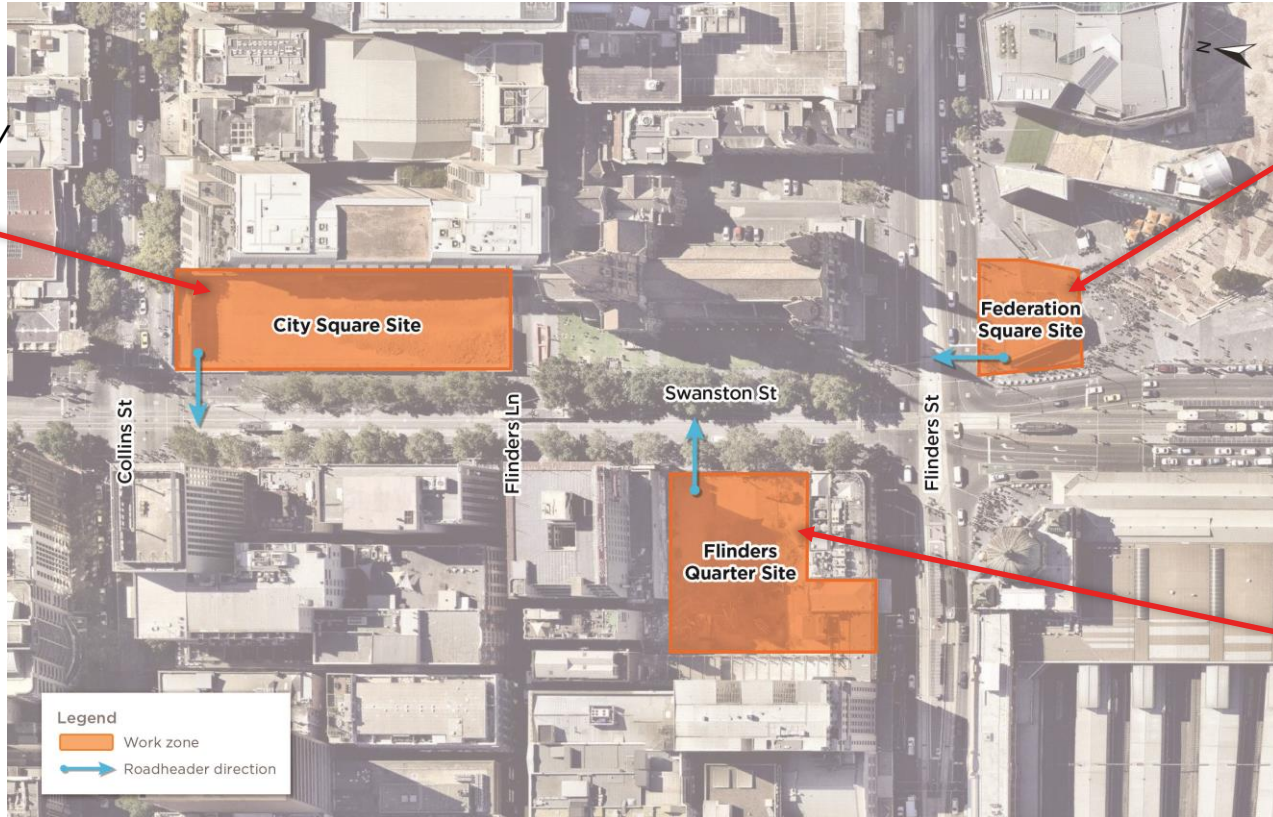 N
City Square Site
Federation
Square Site
Swanston St
Collins St
Flinders Ln
Flinders St
Flinders
Quarter Site
Legend
Work zone
Roadheader direction